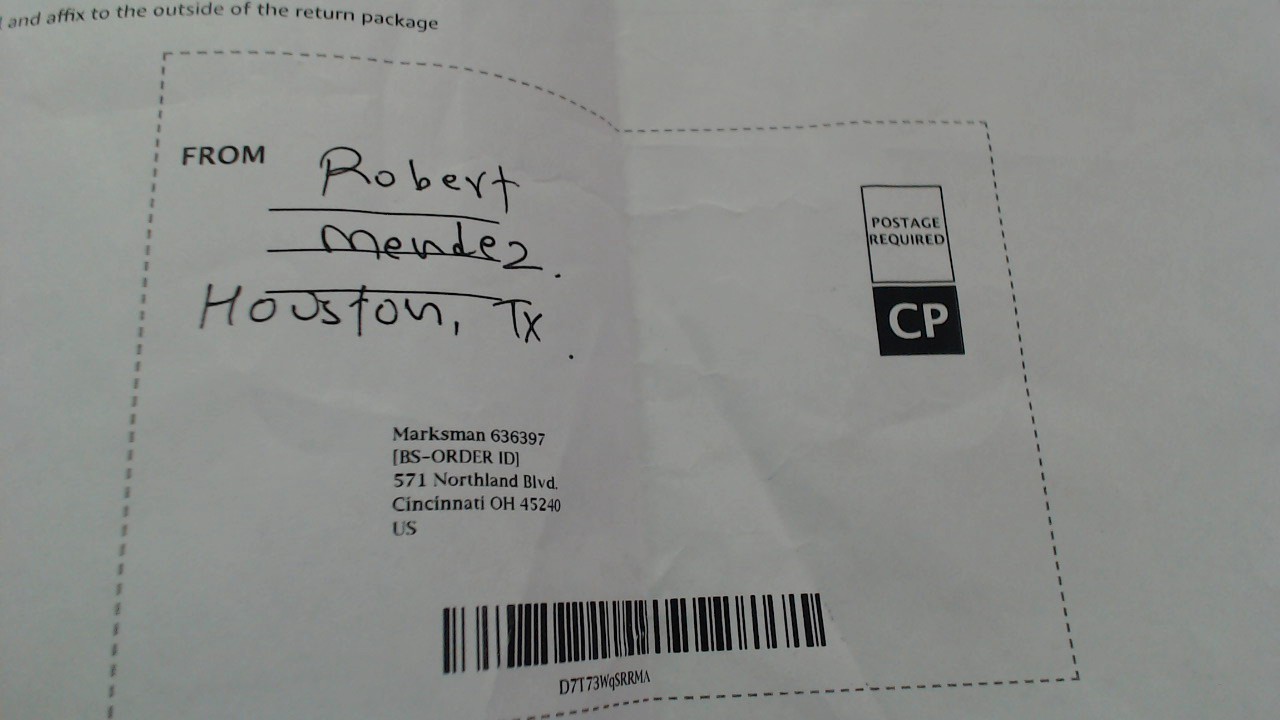 and affix to the outside of the return package
FROM
Robert
Mendez.
Houston, Tx.
POSTAGE
REQUIRED
CP
Marksman 636397
[BS-ORDER ID]
571 Northland Blvd.
Cincinnati OH 45240
US
D7T73WqSRRMA